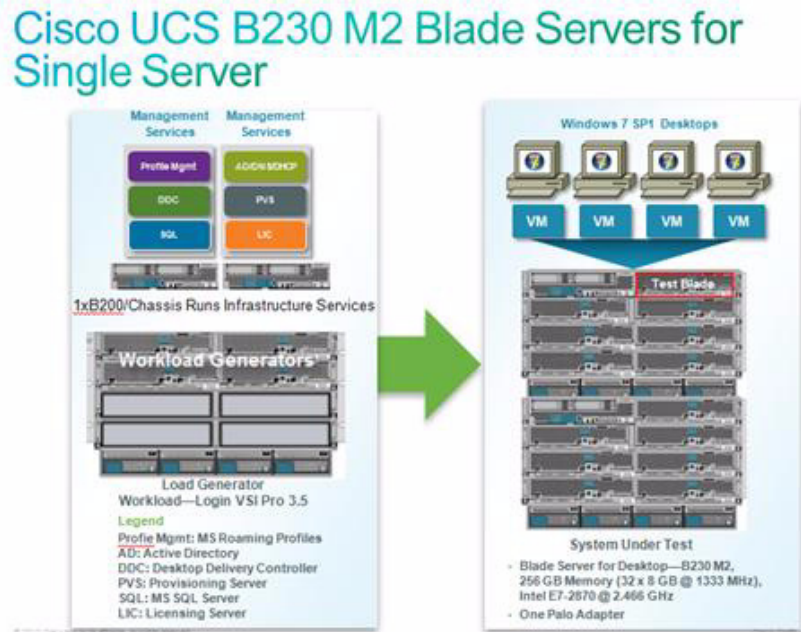 Cisco UCS B230 M2 Blade Servers for
Single Server
Management
Services
Management
Services
Profile Mgmt
DDC
PVS
SQL
LIC
1xB200/Chassis Runs Infrastructure Services
Workload Generators
Load Generator
Workload—Login VSI Pro 3.5
Legend
Profie Mgmt: MS Roaming Profiles
AD: Active Directory
DDC: Desktop Delivery Controller
PVS: Provisioning Server
SQL: MS SQL Server
LIC: Licensing Server
Windows 7 SP1 Desktops
VM
VM
VM
VM
Test Blade
System Under Test
- Blade Server for Desktop—B230 M2,
256 GB Memory (32 x 8 GB @ 1333 MHz),
Intel E7-2870 @ 2.466 GHz
- One Palo Adapter